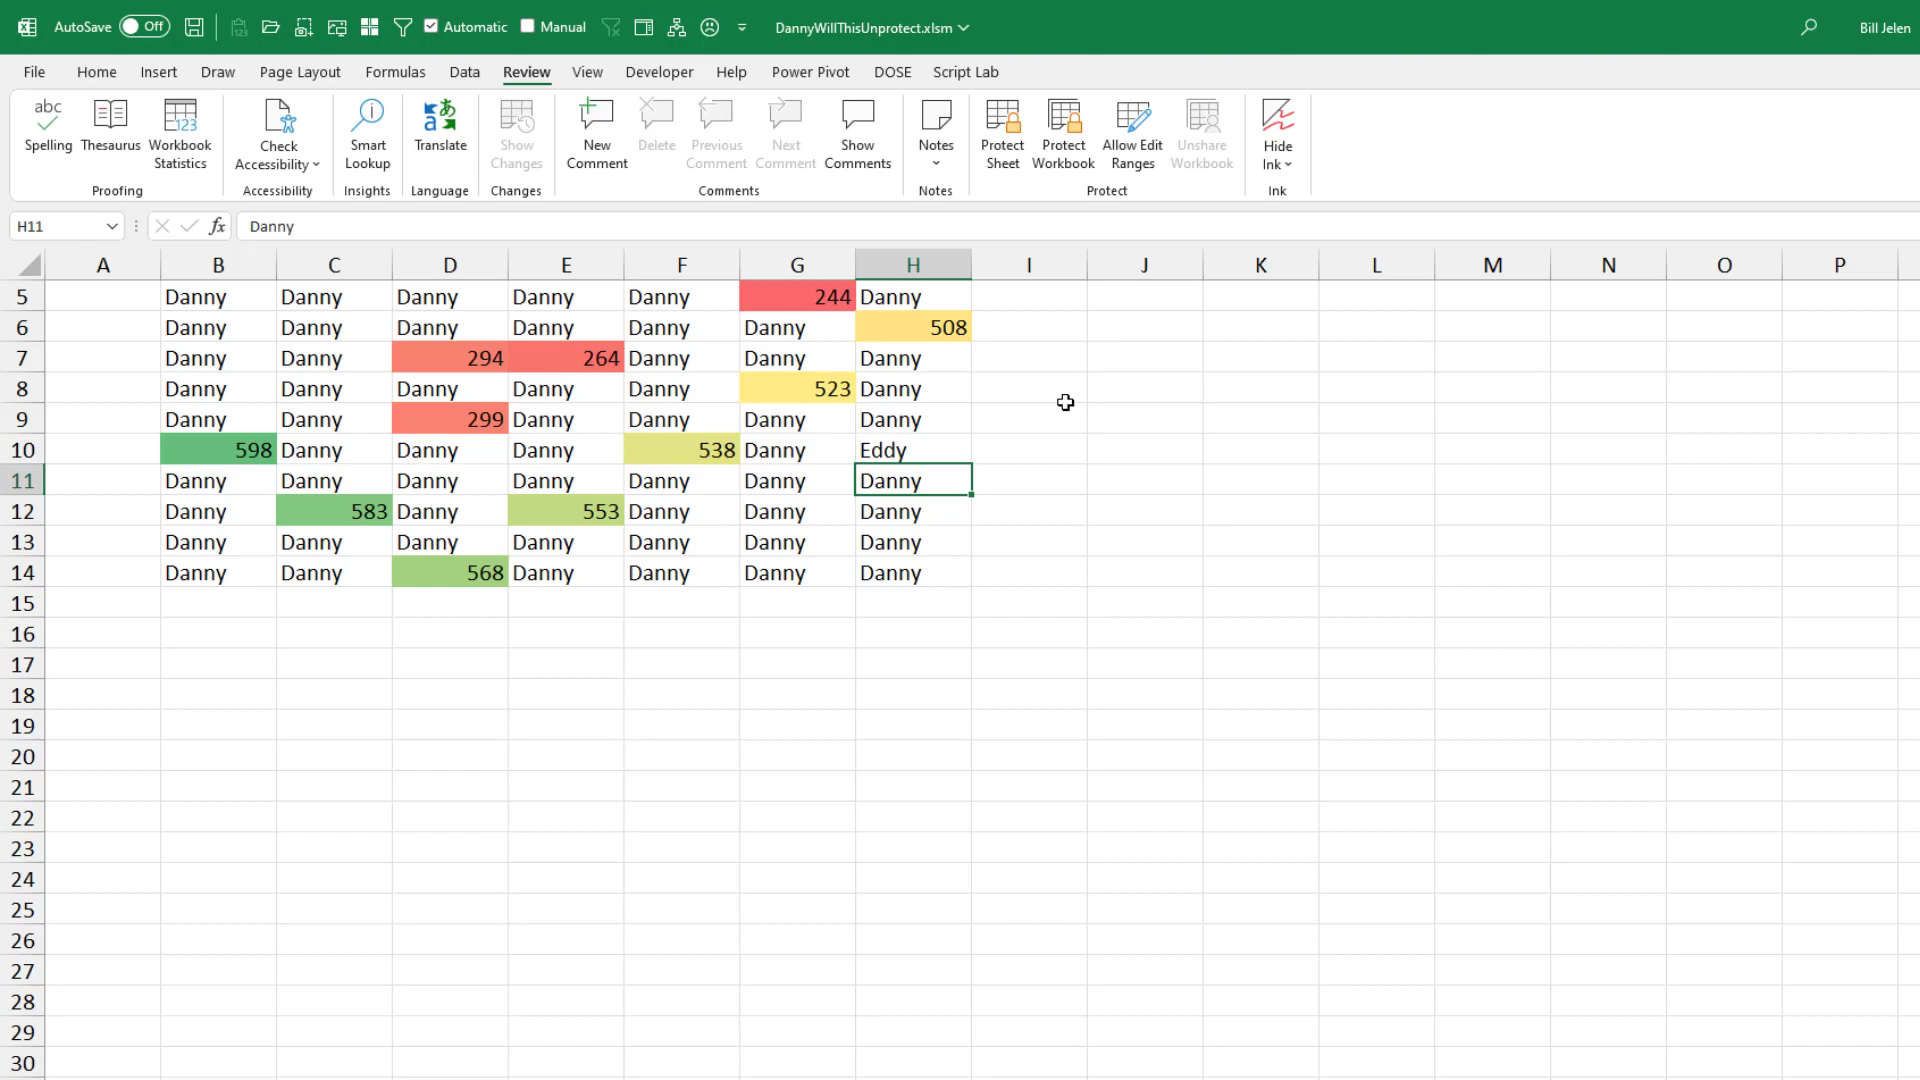 AutoSave Off Automatic Manual DannyWillThisUnprotect.xlsm Bill Jelen
File Home Insert Draw Page Layout Formulas Data Review View Developer Help Power Pivot DOSE Script Lab
abc
Spelling Thesaurus Workbook Statistics Check Accessibility Smart Lookup Translate Show Changes New Comment Delete Previous Comment Next Comment Show Comments Notes Protect Sheet Protect Workbook Allow Edit Ranges Unshare Workbook Hide Ink
Proofing Accessibility Insights Language Changes Comments Notes Protect Ink
H11 fx Danny
A B C D E F G H I J K L M N O P
5 Danny Danny Danny Danny Danny 244 Danny
6 Danny Danny Danny Danny Danny Danny 508
7 Danny Danny 294 264 Danny Danny Danny
8 Danny Danny Danny Danny Danny 523 Danny
9 Danny Danny 299 Danny Danny Danny Danny
10 598 Danny Danny Danny 538 Danny Eddy
11 Danny Danny Danny Danny Danny Danny Danny
12 Danny 583 Danny 553 Danny Danny Danny
13 Danny Danny Danny Danny Danny Danny Danny
14 Danny Danny 568 Danny Danny Danny Danny
15
16
17
18
19
20
21
22
23
24
25
26
27
28
29
30